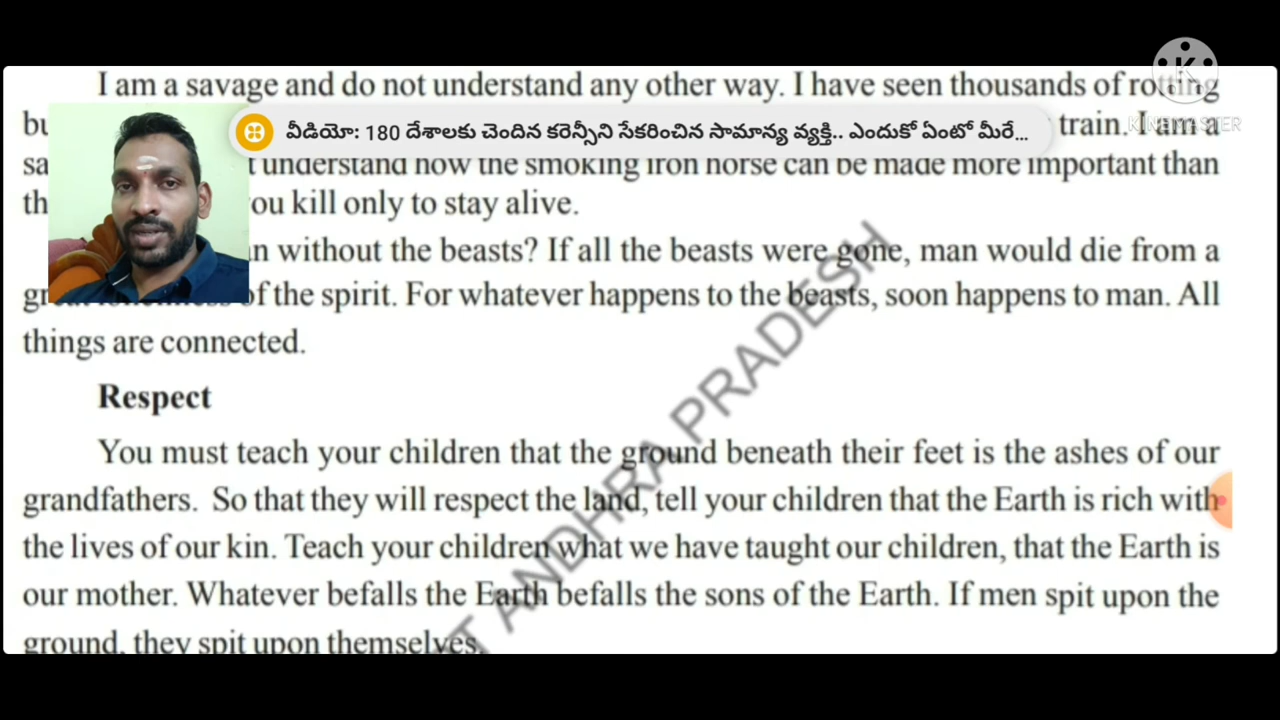 I am a savage and do not understand any other way. I have seen thousands of rotting
bu
వీడియో: 180 దేశాలకు చెందిన కరెన్సీని సేకరించిన సామాన్య వ్యక్తి.. ఎందుకో ఏంటో మీరే...
train. I am a
KINEMASTER
sa understand how the smoking iron horse can be made more important than
th ou kill only to stay alive.
n without the beasts? If all the beasts were gone, man would die from a
of the spirit. For whatever happens to the beasts, soon happens to man. All
things are connected.
Respect
You must teach your children that the ground beneath their feet is the ashes of our
grandfathers. So that they will respect the land, tell your children that the Earth is rich with
the lives of our kin. Teach your children what we have taught our children, that the Earth is
our mother. Whatever befalls the Earth befalls the sons of the Earth. If men spit upon the
ground, they spit upon themselves.
T ANDHRA PRADESH